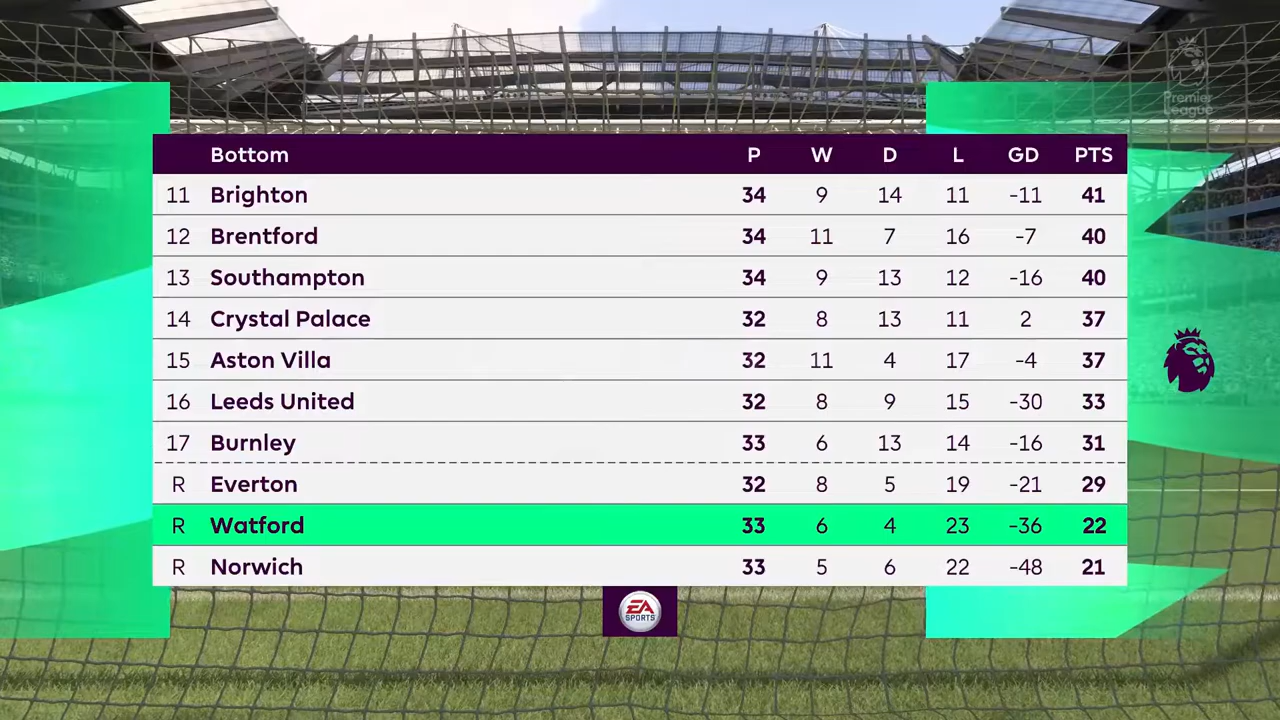 Premier
League
Bottom P W D L GD PTS
11 Brighton 34 9 14 11 -11 41
12 Brentford 34 11 7 16 -7 40
13 Southampton 34 9 13 12 -16 40
14 Crystal Palace 32 8 13 11 2 37
15 Aston Villa 32 11 4 17 -4 37
16 Leeds United 32 8 9 15 -30 33
17 Burnley 33 6 13 14 -16 31
R Everton 32 8 5 19 -21 29
R Watford 33 6 4 23 -36 22
R Norwich 33 5 6 22 -48 21
EA
SPORTS